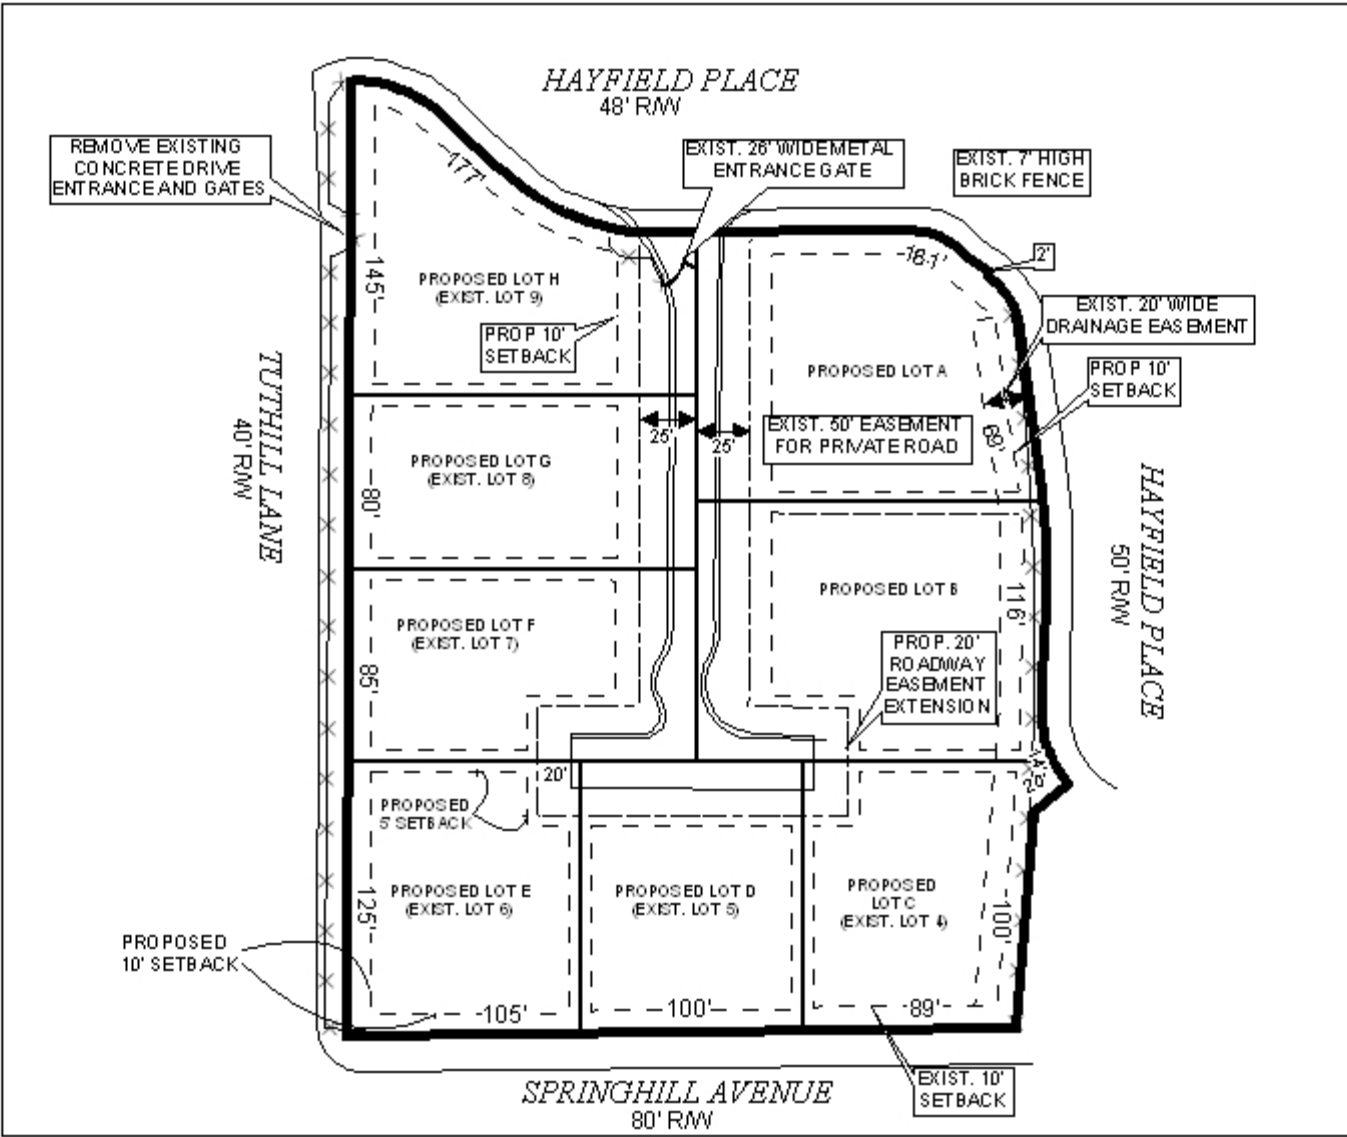 HAYFIELD PLACE
48' R/W
REMOVE EXISTING
CONCRETE DRIVE
ENTRANCE AND GATES
EXIST. 26' WIDE METAL
ENTRANCE GATE
EXIST. 7' HIGH
BRICK FENCE
177'
181'
2'
145'
PROPOSED LOT H
(EXIST. LOT 9)
PROP 10'
SETBACK
EXIST. 20' WIDE
DRAINAGE EASEMENT
PROP 10'
SETBACK
PROPOSED LOT A
TUTHILL LANE
40' R/W
25'
25'
EXIST. 50' EASEMENT
FOR PRIVATE ROAD
69'
PROPOSED LOT G
(EXIST. LOT 8)
80'
HAYFIELD PLACE
50' R/W
PROPOSED LOT B
116'
PROPOSED LOT F
(EXIST. LOT 7)
85'
PROP. 20'
ROADWAY
EASEMENT
EXTENSION
20'
14'
20'
PROPOSED
5' SETBACK
PROPOSED LOT E
(EXIST. LOT 6)
125'
PROPOSED LOT D
(EXIST. LOT 5)
PROPOSED
LOT C
(EXIST. LOT 4)
100'
PROPOSED
10' SETBACK
105'
100'
89'
EXIST. 10'
SETBACK
SPRINGHILL AVENUE
80' R/W